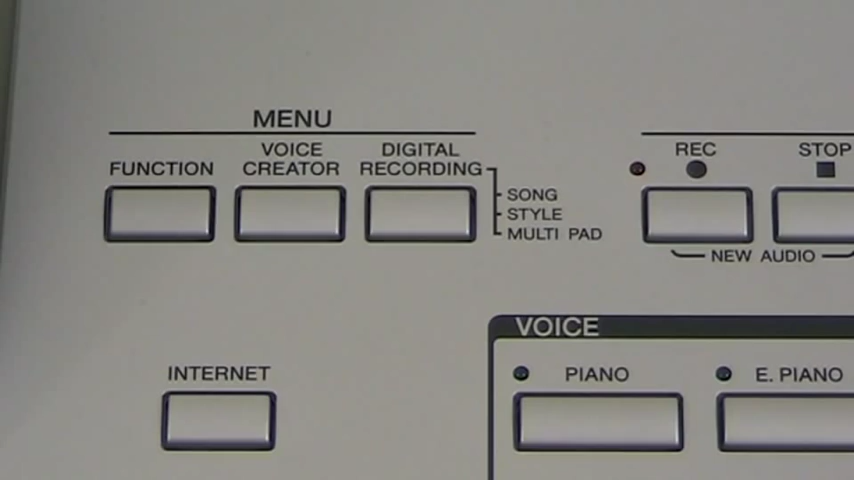 MENU
FUNCTION
VOICE
CREATOR
DIGITAL
RECORDING
SONG
STYLE
MULTI PAD
REC
STOP
NEW AUDIO
INTERNET
VOICE
PIANO
E. PIANO